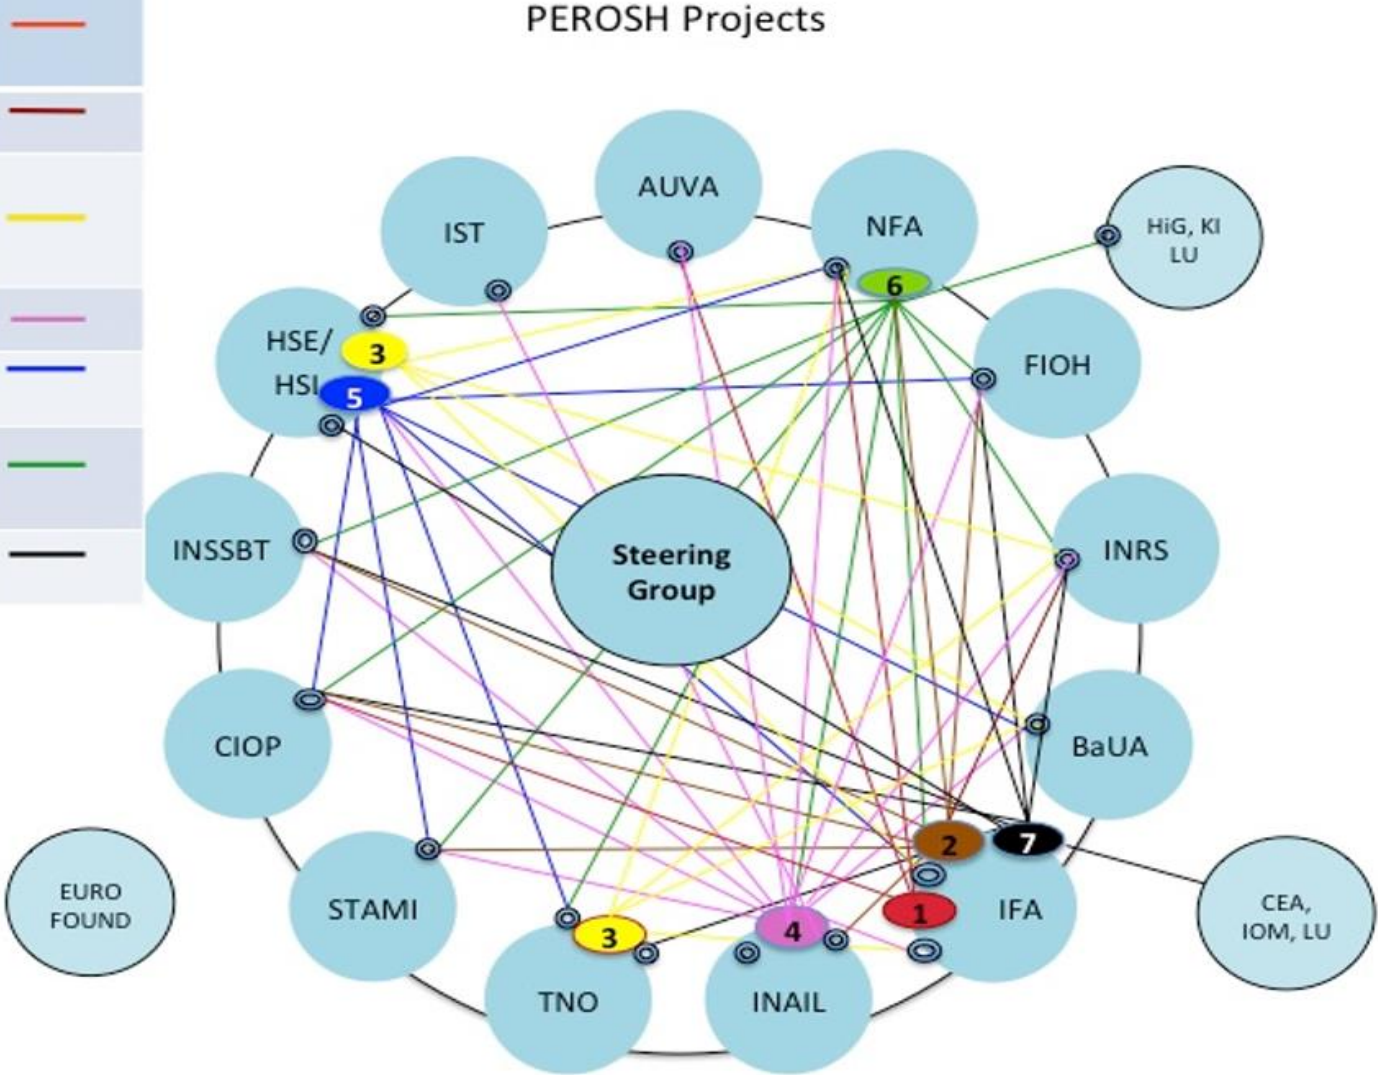 PEROSH Projects
AUVA
IST
NFA
6
HiG, KI
LU
HSE/
HSL
3
5
FIOH
INSSBT
Steering
Group
INRS
CIOP
BaUA
2
7
EURO
FOUND
STAMI
3
4
1
IFA
CEA,
IOM, LU
TNO
INAIL